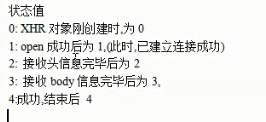 状态值
0: XHR 对象刚创建时,为 0
1: open 成功后为 1,(此时,已建立连接成功)
2: 接收头信息完毕后为 2
3: 接收 body 信息完毕后为 3,
4:成功,结束后 4